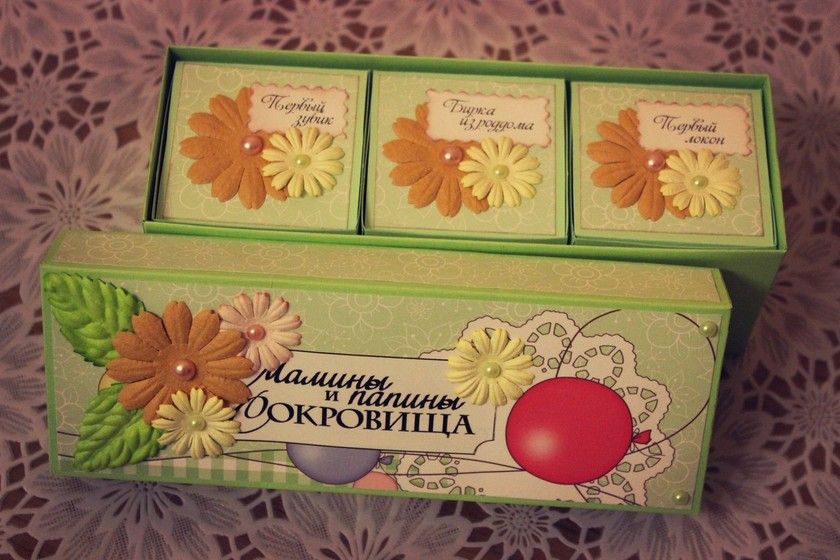 Первый
зубик
Бирка
из роддома
Первый
локон
Мамины
и папины
Сокровища